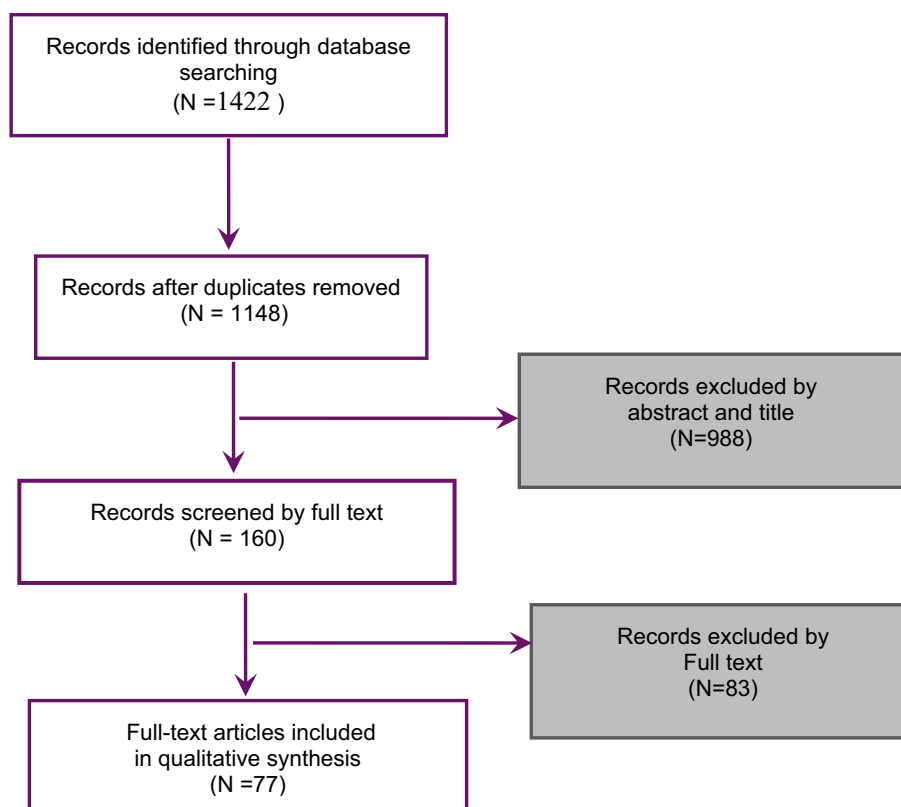 Records identified through database
searching
(N =1422 )
Records after duplicates removed
(N = 1148)
Records excluded by
abstract and title
(N=988)
Records screened by full text
(N = 160)
Records excluded by
Full text
(N=83)
Full-text articles included
in qualitative synthesis
(N =77)